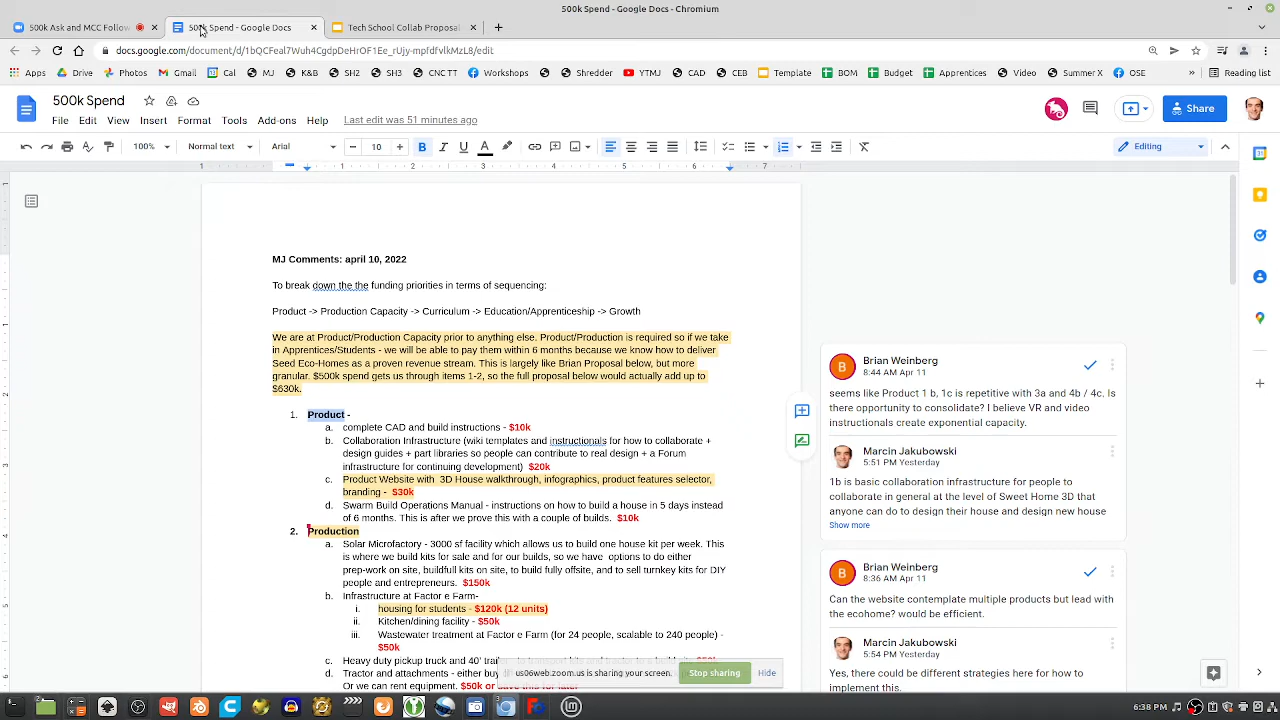 500k Spend - Google Docs - Chromium
500k Ask and MCC Follow
500k Spend - Google Docs
Tech School Caldol Proposal
docs.google.com/document/d/1bQCFeal7Wuh4CgdpDeHrOF1Ee_rUjy-mpfdfvlkMzL8/edit
Apps Drive Photos Gmail Cal MJ K&B SH2 SH3 CNC TT Workshops Shredder YTMJ CAD CEB Template BOM Budget Apprentices Video Summer X OSE » Reading list
500k Spend
Share
File Edit View Insert Format Tools Add-ons Help Last edit was 51 minutes ago
100% Normal text Arial 10 B I U A Editing
1 1 2 3 4 5 6 7
MJ Comments: april 10, 2022
To break down the the funding priorities in terms of sequencing:
Product -> Production Capacity -> Curriculum -> Education/Apprenticeship -> Growth
We are at Product/Production Capacity prior to anything else. Product/Production is required so if we take
in Apprentices/Students - we will be able to pay them within 6 months because we know how to deliver
Seed Eco-Homes as a proven revenue stream. This is largely like Brian Proposal below, but more
granular. $500k spend gets us through items 1-2, so the full proposal below would actually add up to
$630k.
1. Product -
a. complete CAD and build instructions - $10k
b. Collaboration Infrastructure (wiki templates and instructionals for how to collaborate +
design guides + part libraries so people can contribute to real design + a Forum
infrastructure for continuing development) $20k
c. Product Website with 3D House walkthrough, infographics, product features selector,
branding - $30k
d. Swarm Build Operations Manual - instructions on how to build a house in 5 days instead
of 6 months. This is after we prove this with a couple of builds. $10k
2. Production
a. Solar Microfactory - 3000 sf facility which allows us to build one house kit per week. This
is where we build kits for sale and for our builds, so we have options to do either
prep-work on site, buildfull kits on site, to build fully offsite, and to sell turnkey kits for DIY
people and entrepreneurs. $150k
b. Infrastructure at Factor e Farm-
i. housing for students - $120k (12 units)
ii. Kitchen/dining facility - $50k
iii. Wastewater treatment at Factor e Farm (for 24 people, scalable to 240 people) -
$50k
c. Heavy duty pickup truck and 40'
d. Tractor and attachments - either buy
Or we can rent equipment. $50k or
Brian Weinberg
8:44 AM Apr 11
seems like Product 1 b, 1c is repetitive with 3a and 4b / 4c. Is
there opportunity to consolidate? I believe VR and video
instructions create exponential capacity.
Marcin Jakubowski
5:51 PM Yesterday
1b is basic collaboration infrastructure for people to
collaborate in general at the level of Sweet Home 3D that
anyone can do to design their house and design new house
Show more
Brian Weinberg
8:36 AM Apr 11
Can the website contemplate multiple products but lead with
the ecohome? would be efficient.
Marcin Jakubowski
5:54 PM Yesterday
Yes, there could be different strategies here for how to
implement this.
us06web.zoom.us is sharing your screen. Stop sharing Hide
6:38 PM